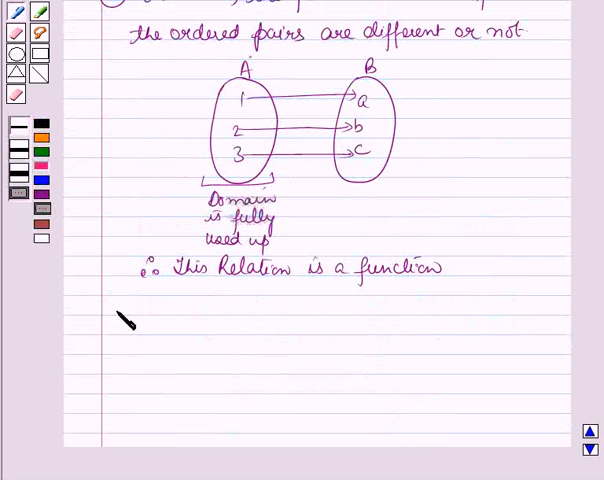 the ordered pairs are different or not.
A B
1 a
2 b
3 c
Domain
is fully
used up
∴ This Relation is a function